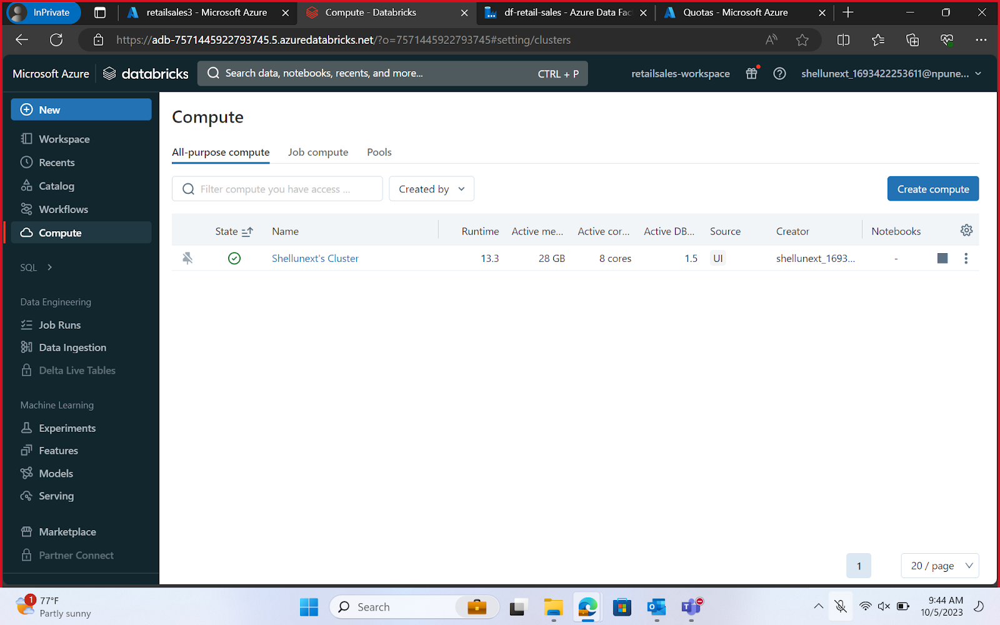 InPrivate
retailsales3 - Microsoft Azure
Compute - Databricks
df-retail-sales - Azure Data Fac
Quotas - Microsoft Azure
https://adb-7571445922793745.5.azuredatabricks.net/?o=7571445922793745#setting/clusters
Microsoft Azure
databricks
Search data, notebooks, recents, and more...
CTRL + P
retailsales-workspace
shellunext_1693422253611@npune...
New
Workspace
Recents
Catalog
Workflows
Compute
SQL
Data Engineering
Job Runs
Data Ingestion
Delta Live Tables
Machine Learning
Experiments
Features
Models
Serving
Marketplace
Partner Connect
Compute
All-purpose compute Job compute Pools
Filter compute you have access ...
Created by
Create compute
State Name Runtime Active me... Active cor... Active DB... Source Creator Notebooks
Shellunext's Cluster 13.3 28 GB 8 cores 1.5 UI shellunext_1693... -
1
20 / page
1
77°F
Partly sunny
Search
9:44 AM
10/5/2023